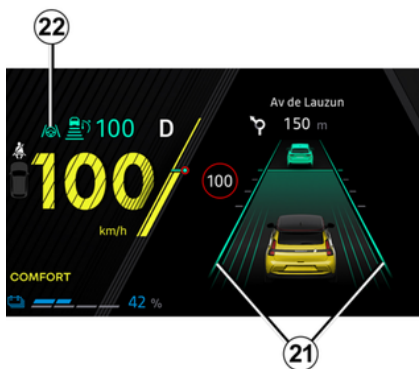 22
100 D
100
km/h
COMFORT
42 %
Av de Lauzun
150 m
100
21